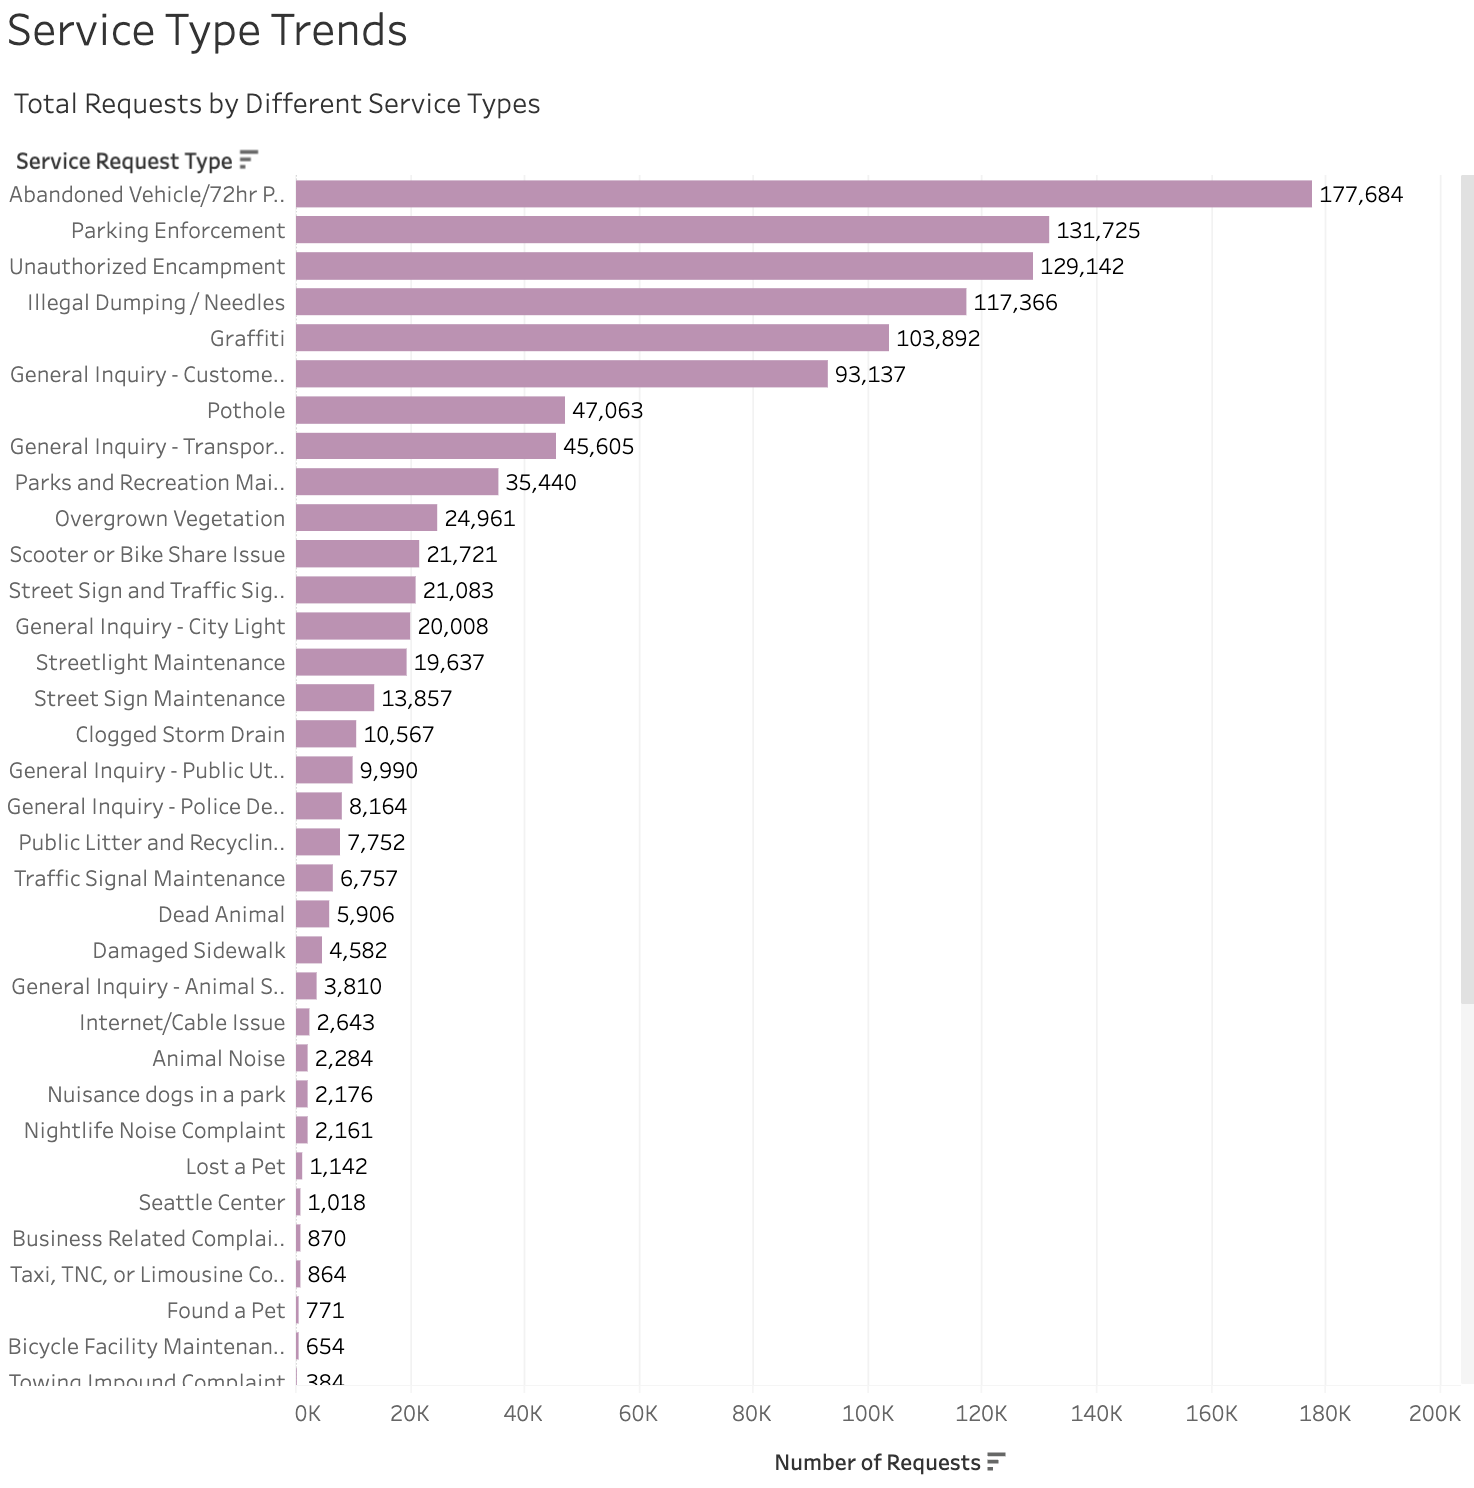 Service Type Trends
Total Requests by Different Service Types
Service Request Type
Abandoned Vehicle/72hr P.. 177,684
Parking Enforcement 131,725
Unauthorized Encampment 129,142
Illegal Dumping / Needles 117,366
Graffiti 103,892
General Inquiry - Custome.. 93,137
Pothole 47,063
General Inquiry - Transpor.. 45,605
Parks and Recreation Mai.. 35,440
Overgrown Vegetation 24,961
Scooter or Bike Share Issue 21,721
Street Sign and Traffic Sig.. 21,083
General Inquiry - City Light 20,008
Streetlight Maintenance 19,637
Street Sign Maintenance 13,857
Clogged Storm Drain 10,567
General Inquiry - Public Ut.. 9,990
General Inquiry - Police De.. 8,164
Public Litter and Recyclin.. 7,752
Traffic Signal Maintenance 6,757
Dead Animal 5,906
Damaged Sidewalk 4,582
General Inquiry - Animal S.. 3,810
Internet/Cable Issue 2,643
Animal Noise 2,284
Nuisance dogs in a park 2,176
Nightlife Noise Complaint 2,161
Lost a Pet 1,142
Seattle Center 1,018
Business Related Complai.. 870
Taxi, TNC, or Limousine Co.. 864
Found a Pet 771
Bicycle Facility Maintenan.. 654
Towing Impound Complaint 384
0K 20K 40K 60K 80K 100K 120K 140K 160K 180K 200K
Number of Requests